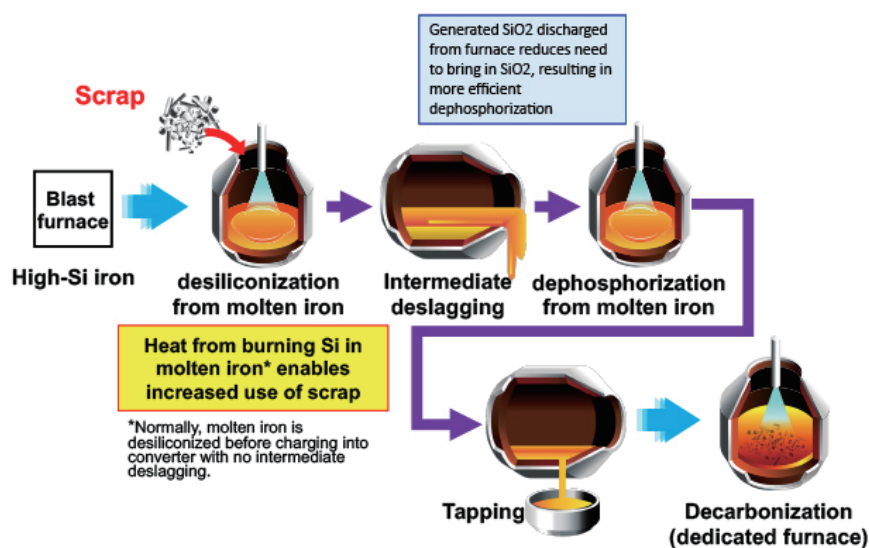 Generated SiO2 discharged
from furnace reduces need
to bring in SiO2, resulting in
more efficient
dephosphorization
Scrap
Blast
furnace
High-Si iron
desiliconization
from molten iron
Intermediate
deslagging
dephosphorization
from molten iron
Heat from burning Si in
molten iron* enables
increased use of scrap
*Normally, molten iron is
desiliconized before charging into
converter with no intermediate
deslagging.
Tapping
Decarbonization
(dedicated furnace)